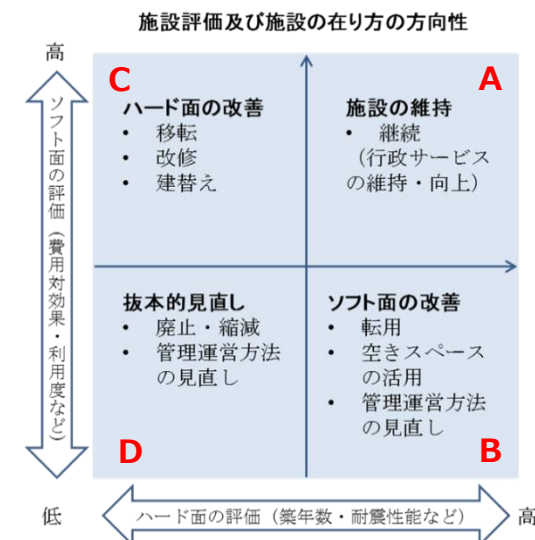 施設評価及び施設の在り方の方向性
高
ソフト面の評価(費用対効果・利用度など)
C
ハード面の改善
• 移転
• 改修
• 建替え
A
施設の維持
• 継続
(行政サービス
の維持・向上)
抜本的見直し
• 廃止・縮減
• 管理運営方法
の見直し
D
ソフト面の改善
• 転用
• 空きスペース
の活用
• 管理運営方法
の見直し
B
低
ハード面の評価(築年数・耐震性能など)
高